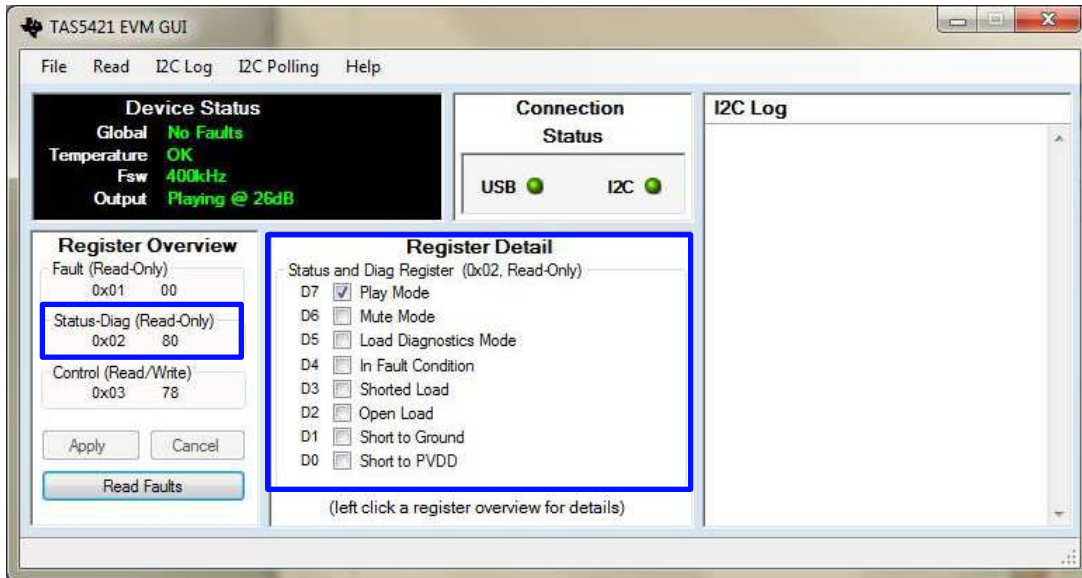 TAS5421 EVM GUI
File Read I2C Log I2C Polling Help
Device Status
Global No Faults
Temperature OK
Fsw 400kHz
Output Playing @ 26dB
Connection
Status
USB I2C
I2C Log
Register Overview
Fault (Read-Only)
0x01 00
Status-Diag (Read-Only)
0x02 80
Control (Read/Write)
0x03 78
Apply Cancel
Read Faults
Register Detail
Status and Diag Register (0x02, Read-Only)
D7 Play Mode
D6 Mute Mode
D5 Load Diagnostics Mode
D4 In Fault Condition
D3 Shorted Load
D2 Open Load
D1 Short to Ground
D0 Short to PVDD
(left click a register overview for details)